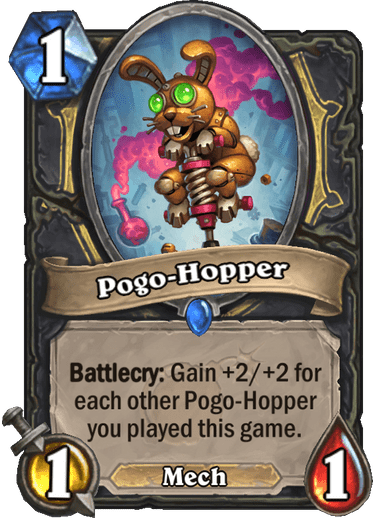 1
Pogo-Hopper
Battlecry: Gain +2/+2 for
each other Pogo-Hopper
you played this game.
1
Mech
1